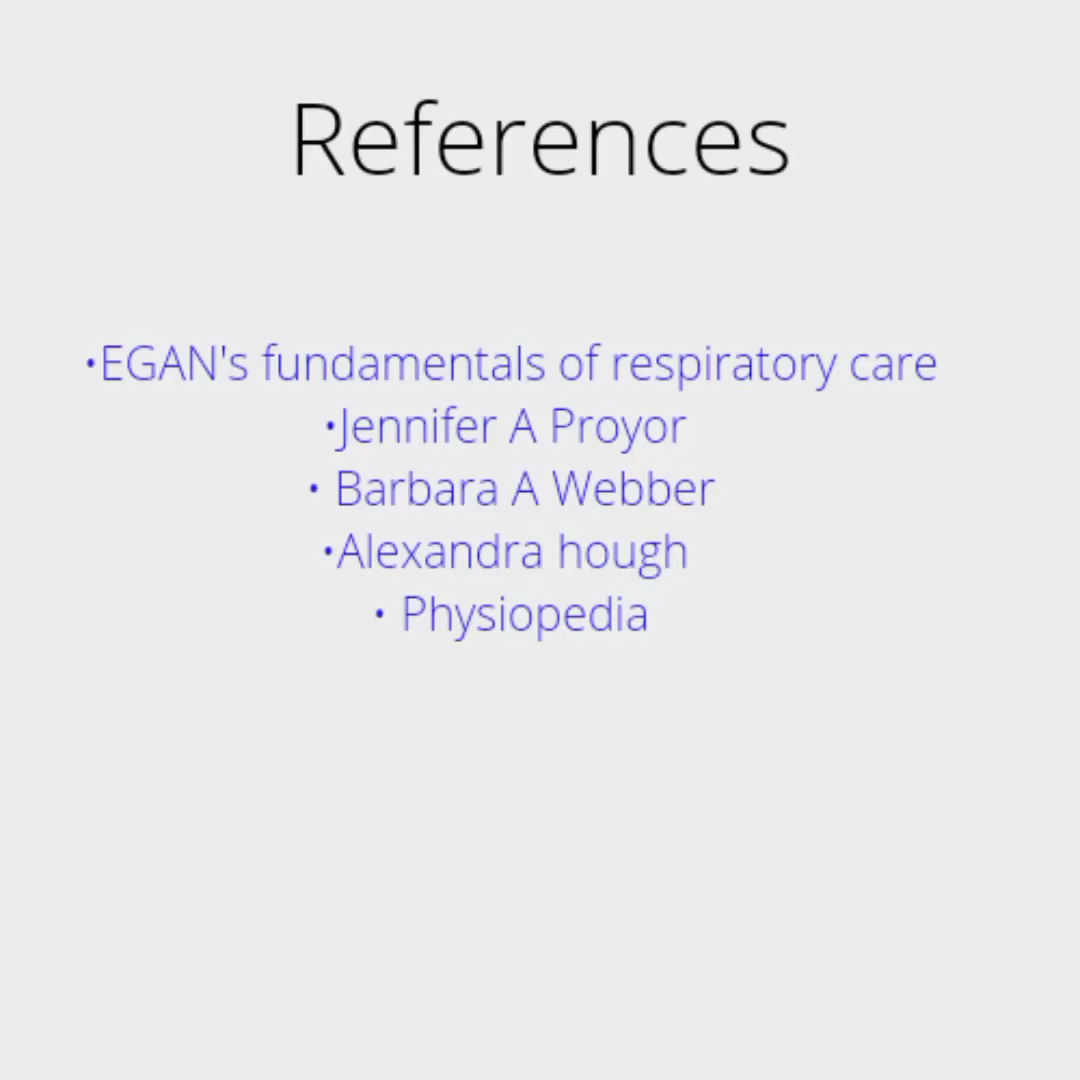 References
•EGAN's fundamentals of respiratory care
•Jennifer A Proyor
• Barbara A Webber
•Alexandra hough
• Physiopedia